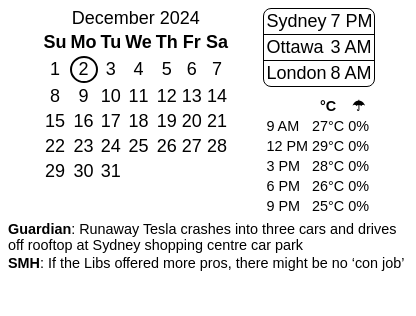 December 2024
Su Mo Tu We Th Fr Sa
1 2 3 4 5 6 7
8 9 10 11 12 13 14
15 16 17 18 19 20 21
22 23 24 25 26 27 28
29 30 31
Sydney 7 PM
Ottawa 3 AM
London 8 AM
°C ☂
9 AM 27°C 0%
12 PM 29°C 0%
3 PM 28°C 0%
6 PM 26°C 0%
9 PM 25°C 0%
Guardian: Runaway Tesla crashes into three cars and drives
off rooftop at Sydney shopping centre car park
SMH: If the Libs offered more pros, there might be no ‘con job’